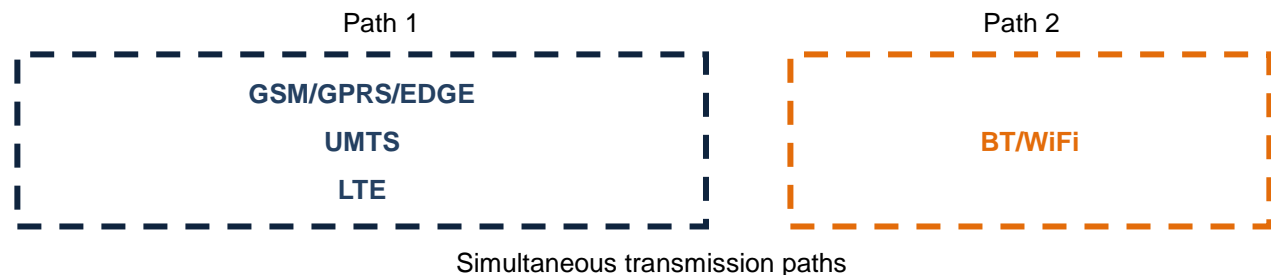 Path 1
Path 2
GSM/GPRS/EDGE
UMTS
LTE
BT/WiFi
Simultaneous transmission paths